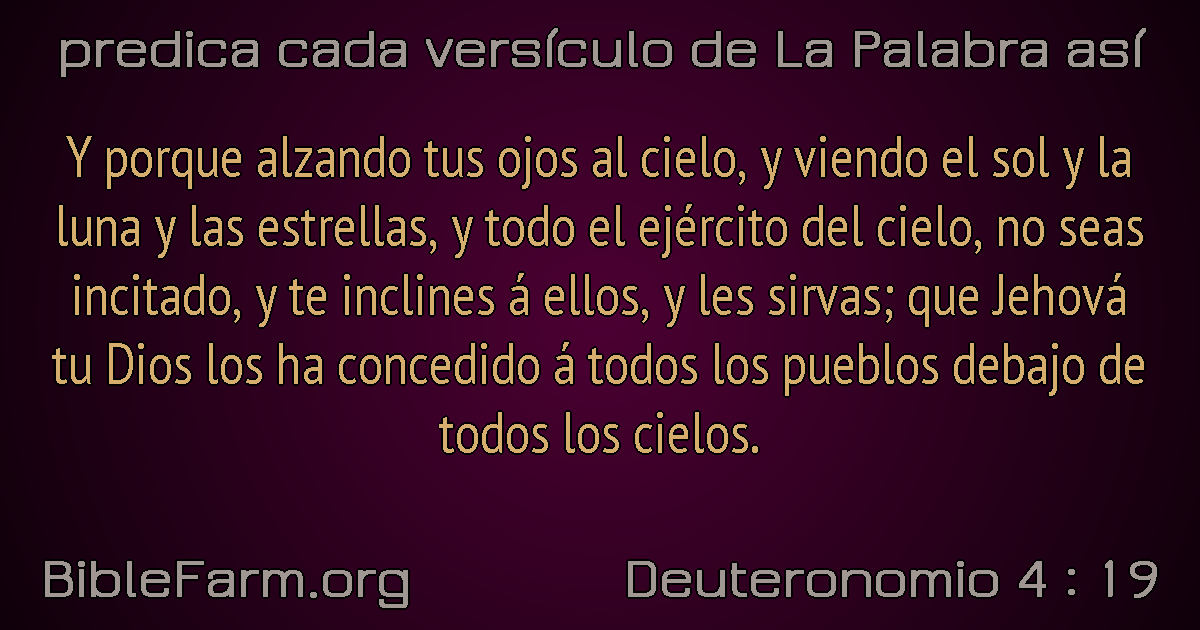 predica cada versículo de La Palabra así
Y porque alzando tus ojos al cielo, y viendo el sol y la
luna y las estrellas, y todo el ejército del cielo, no seas
incitado, y te inclines á ellos, y les sirvas; que Jehová
tu Dios los ha concedido á todos los pueblos debajo de
todos los cielos.
BibleFarm.org
Deuteronomio 4 : 19